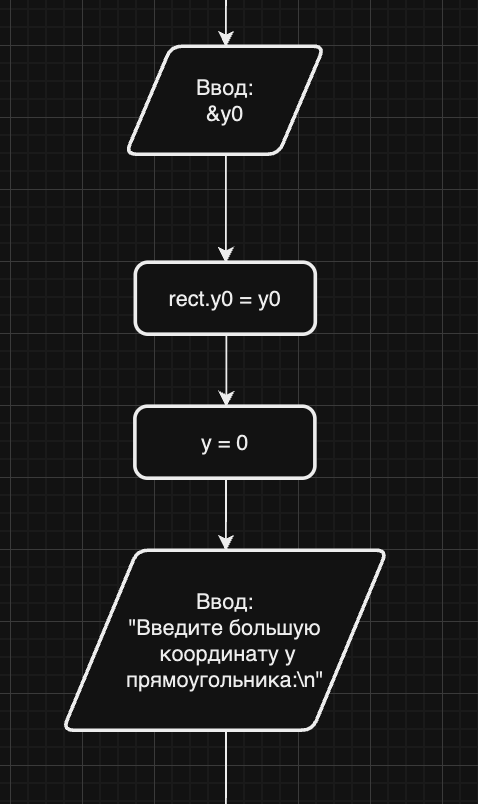 Ввод:
&y0
rect.y0 = y0
y = 0
Ввод:
"Введите большую
координату y
прямоугольника:\n"